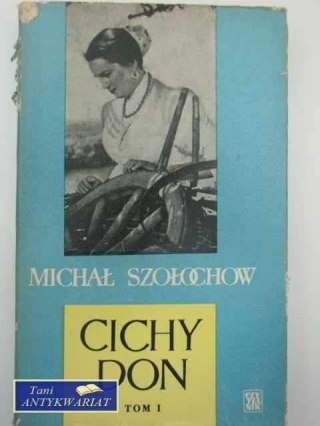 MICHAŁ SZOŁOCHOW
CICHY
DON
TOM I
Tani
ANTYKWARIAT